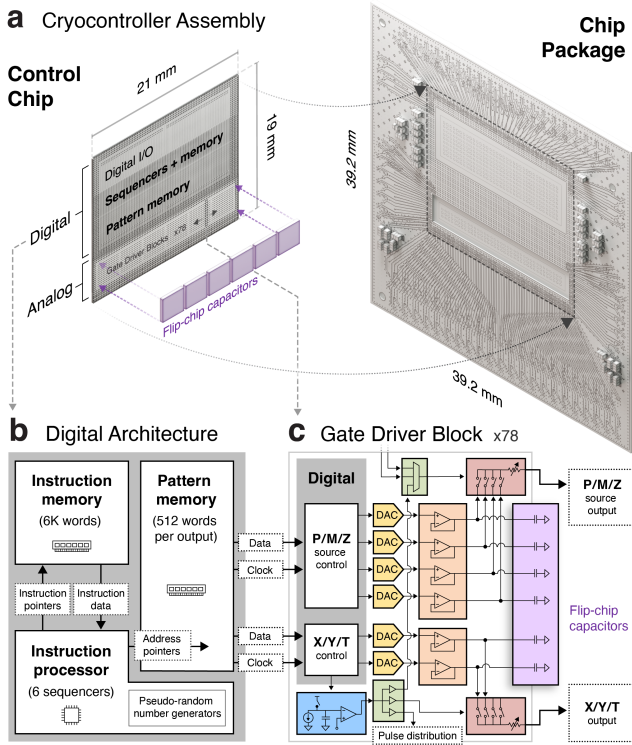 a Cryocontroller Assembly
Chip
Package
Control
Chip
21 mm
19 mm
39.2 mm
39.2 mm
Digital I/O
Sequencers + memory
Pattern memory
Gate Driver Blocks x78
Digital
Analog
Flip-chip capacitors
b Digital Architecture
Instruction
memory
(6K words)
Pattern
memory
(512 words
per output)
Instruction
pointers
Instruction
data
Address
pointers
Instruction
processor
(6 sequencers)
Pseudo-random
number generators
Data
Clock
Data
Clock
c Gate Driver Block x78
Digital
P/M/Z
source
control
X/Y/T
control
DAC
DAC
DAC
DAC
DAC
DAC
Pulse distribution
P/M/Z
source
output
Flip-chip
capacitors
X/Y/T
output